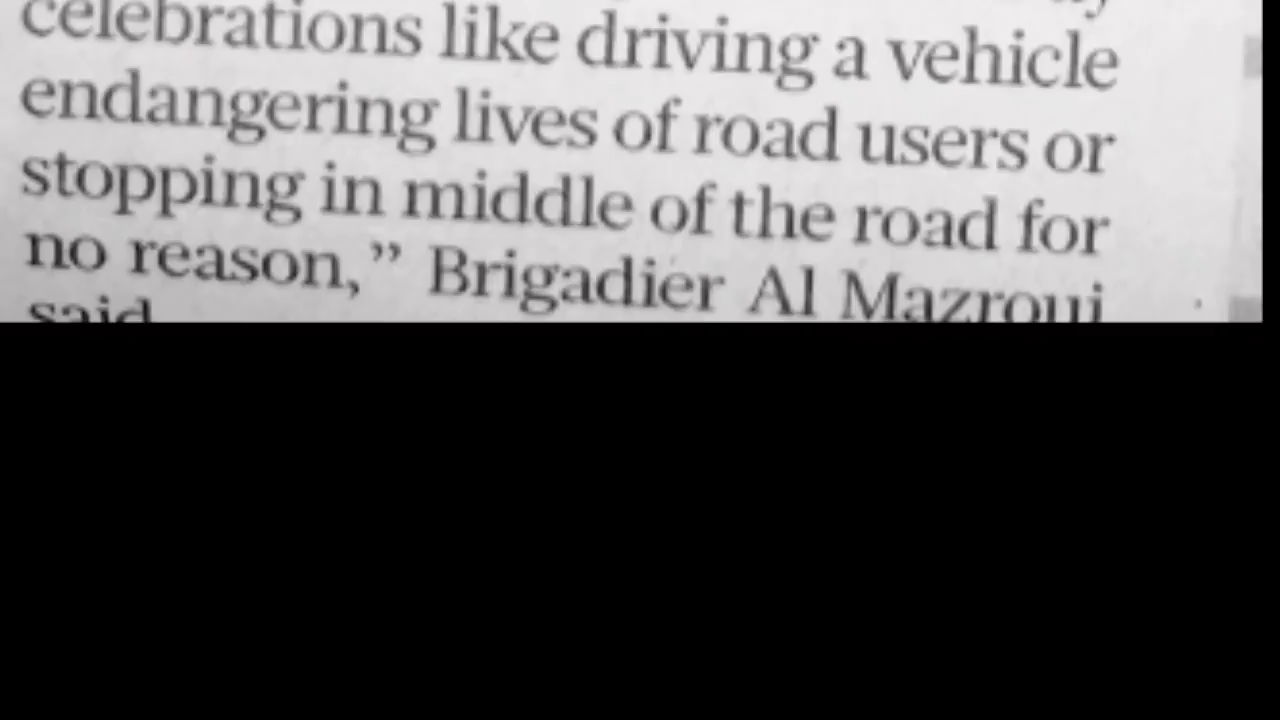 celebrations like driving a vehicle
endangering lives of road users or
stopping in middle of the road for
no reason,” Brigadier Al Mazroui
said